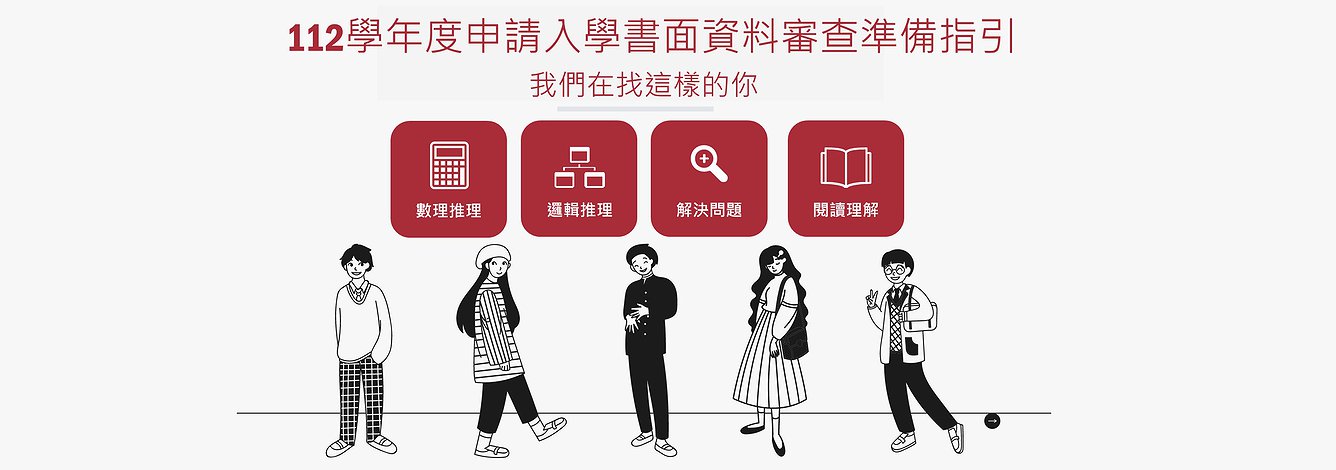 112學年度申請入學書面資料審查準備指引
我們在找這樣的你
數理推理
邏輯推理
解決問題
閱讀理解